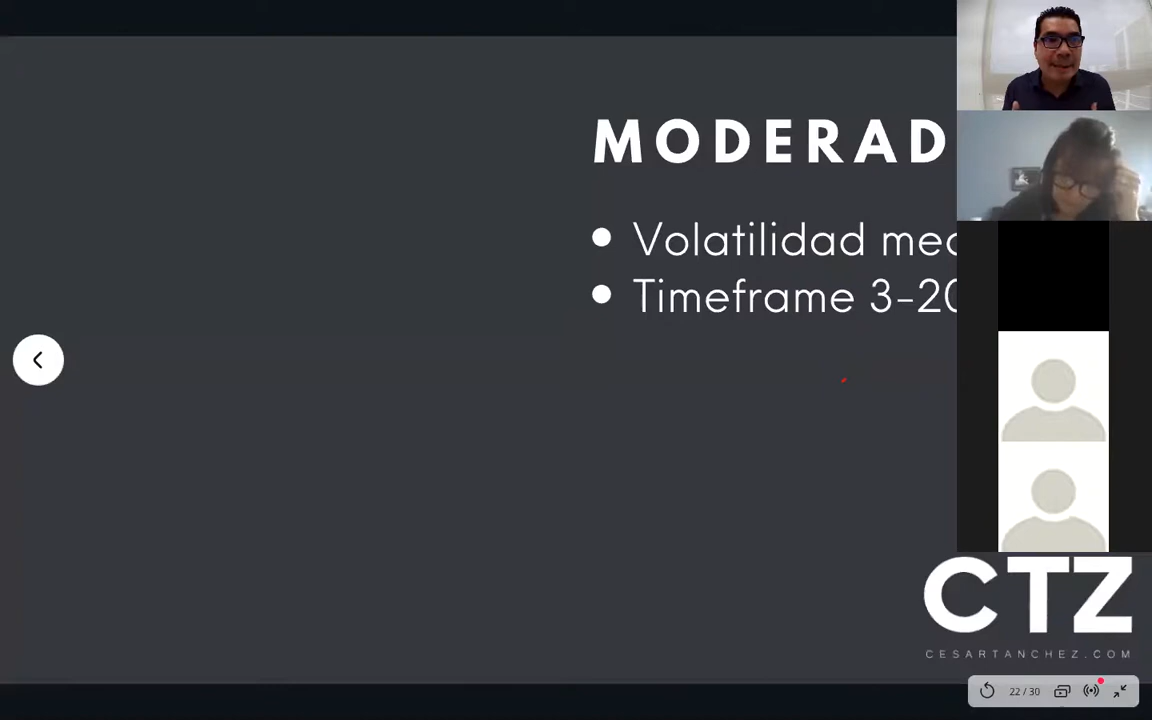 MODERAD
• Volatilidad med
• Timeframe 3-20
CTZ
CESARTANCHEZ.COM
22 / 30